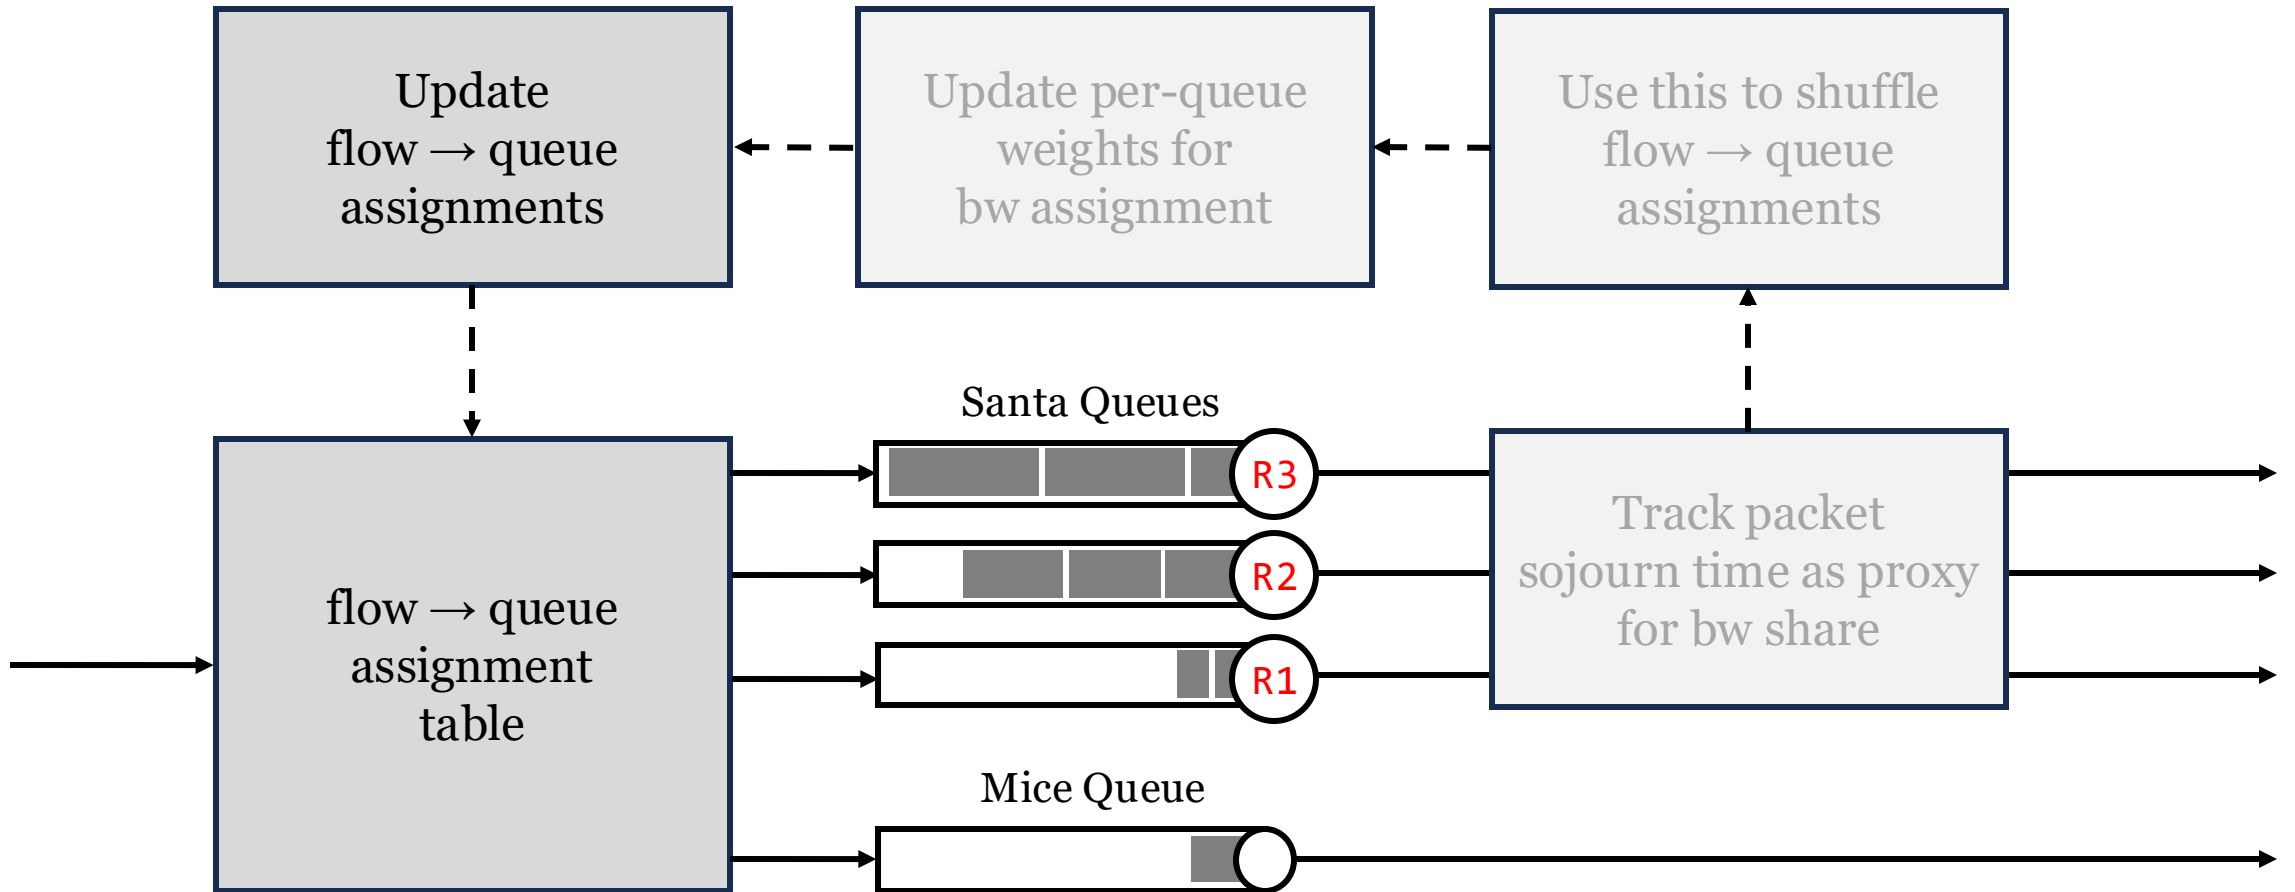 Update
flow → queue
assignments
Update per-queue
weights for
bw assignment
Use this to shuffle
flow → queue
assignments
Santa Queues
R3
R2
R1
flow → queue
assignment
table
Track packet
sojourn time as proxy
for bw share
Mice Queue